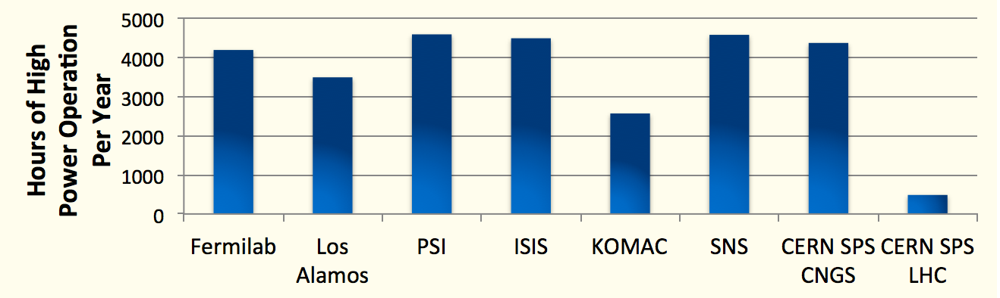 Hours of High
Power Operation
Per Year
5000
4000
3000
2000
1000
0
Fermilab
Los
Alamos
PSI
ISIS
KOMAC
SNS
CERN SPS
CNGS
CERN SPS
LHC